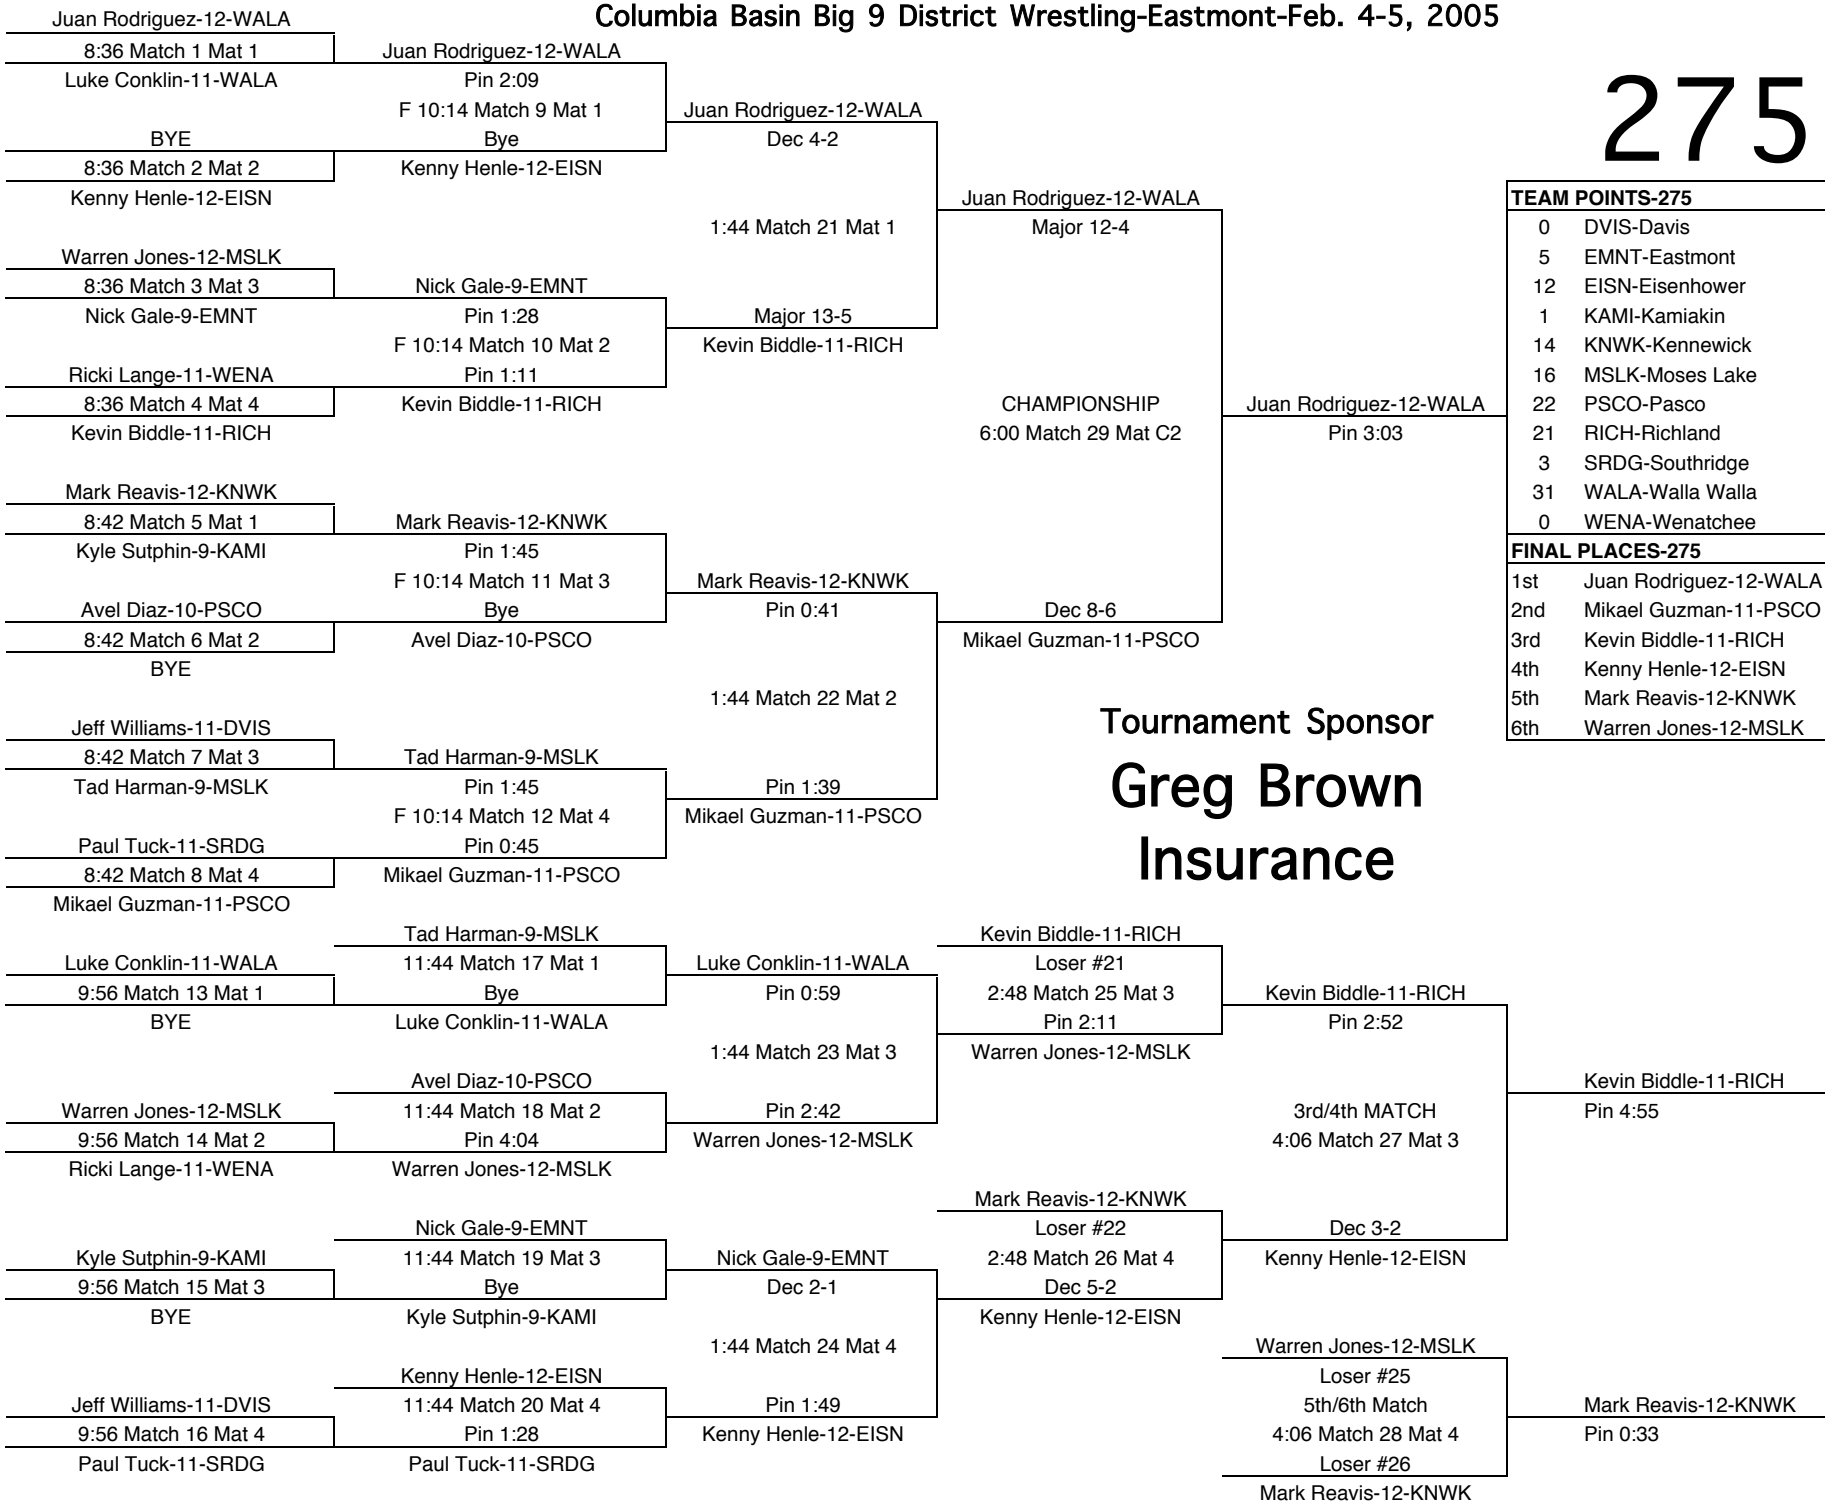 Columbia Basin Big 9 District Wrestling-Eastmont-Feb. 4-5, 2005
275
Juan Rodriguez-12-WALA
8:36 Match 1 Mat 1
Luke Conklin-11-WALA
BYE
8:36 Match 2 Mat 2
Kenny Henle-12-EISN
Warren Jones-12-MSLK
8:36 Match 3 Mat 3
Nick Gale-9-EMNT
Ricki Lange-11-WENA
8:36 Match 4 Mat 4
Kevin Biddle-11-RICH
Mark Reavis-12-KNWK
8:42 Match 5 Mat 1
Kyle Sutphin-9-KAMI
Avel Diaz-10-PSCO
8:42 Match 6 Mat 2
BYE
Jeff Williams-11-DVIS
8:42 Match 7 Mat 3
Tad Harman-9-MSLK
Paul Tuck-11-SRDG
8:42 Match 8 Mat 4
Mikael Guzman-11-PSCO
Juan Rodriguez-12-WALA
Pin 2:09
F 10:14 Match 9 Mat 1
Bye
Kenny Henle-12-EISN
Nick Gale-9-EMNT
Pin 1:28
F 10:14 Match 10 Mat 2
Pin 1:11
Kevin Biddle-11-RICH
Mark Reavis-12-KNWK
Pin 1:45
F 10:14 Match 11 Mat 3
Bye
Avel Diaz-10-PSCO
Tad Harman-9-MSLK
Pin 1:45
F 10:14 Match 12 Mat 4
Pin 0:45
Mikael Guzman-11-PSCO
Juan Rodriguez-12-WALA
Dec 4-2
1:44 Match 21 Mat 1
Major 13-5
Kevin Biddle-11-RICH
Mark Reavis-12-KNWK
Pin 0:41
1:44 Match 22 Mat 2
Pin 1:39
Mikael Guzman-11-PSCO
Juan Rodriguez-12-WALA
Major 12-4
CHAMPIONSHIP
6:00 Match 29 Mat C2
Dec 8-6
Mikael Guzman-11-PSCO
Juan Rodriguez-12-WALA
Pin 3:03
TEAM POINTS-275
0 DVIS-Davis
5 EMNT-Eastmont
12 EISN-Eisenhower
1 KAMI-Kamiakin
14 KNWK-Kennewick
16 MSLK-Moses Lake
22 PSCO-Pasco
21 RICH-Richland
3 SRDG-Southridge
31 WALA-Walla Walla
0 WENA-Wenatchee
FINAL PLACES-275
1st Juan Rodriguez-12-WALA
2nd Mikael Guzman-11-PSCO
3rd Kevin Biddle-11-RICH
4th Kenny Henle-12-EISN
5th Mark Reavis-12-KNWK
6th Warren Jones-12-MSLK
Tournament Sponsor
Greg Brown
Insurance
Luke Conklin-11-WALA
9:56 Match 13 Mat 1
BYE
Warren Jones-12-MSLK
9:56 Match 14 Mat 2
Ricki Lange-11-WENA
Kyle Sutphin-9-KAMI
9:56 Match 15 Mat 3
BYE
Jeff Williams-11-DVIS
9:56 Match 16 Mat 4
Paul Tuck-11-SRDG
Tad Harman-9-MSLK
11:44 Match 17 Mat 1
Bye
Luke Conklin-11-WALA
Avel Diaz-10-PSCO
11:44 Match 18 Mat 2
Pin 4:04
Warren Jones-12-MSLK
Nick Gale-9-EMNT
11:44 Match 19 Mat 3
Bye
Kyle Sutphin-9-KAMI
Kenny Henle-12-EISN
11:44 Match 20 Mat 4
Pin 1:28
Paul Tuck-11-SRDG
Luke Conklin-11-WALA
Pin 0:59
1:44 Match 23 Mat 3
Pin 2:42
Warren Jones-12-MSLK
Nick Gale-9-EMNT
Dec 2-1
1:44 Match 24 Mat 4
Pin 1:49
Kenny Henle-12-EISN
Kevin Biddle-11-RICH
Loser #21
2:48 Match 25 Mat 3
Pin 2:11
Warren Jones-12-MSLK
Mark Reavis-12-KNWK
Loser #22
2:48 Match 26 Mat 4
Dec 5-2
Kenny Henle-12-EISN
Kevin Biddle-11-RICH
Pin 2:52
3rd/4th MATCH
4:06 Match 27 Mat 3
Dec 3-2
Kenny Henle-12-EISN
Warren Jones-12-MSLK
Loser #25
5th/6th Match
4:06 Match 28 Mat 4
Loser #26
Mark Reavis-12-KNWK
Kevin Biddle-11-RICH
Pin 4:55
Mark Reavis-12-KNWK
Pin 0:33